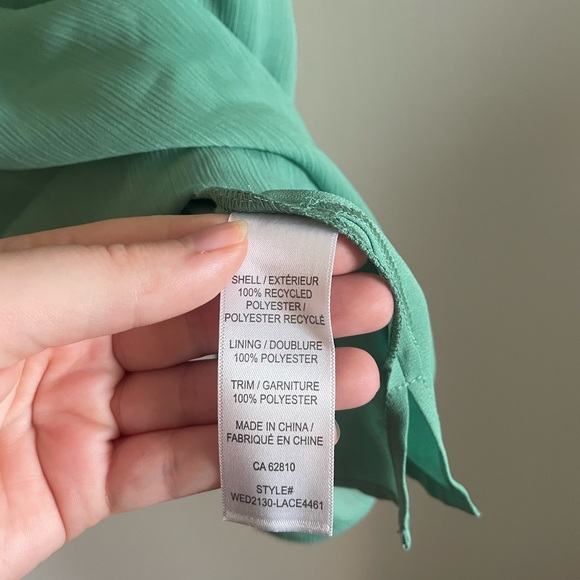 SHELL / EXTÉRIEUR
100% RECYCLED
POLYESTER /
POLYESTER RECYCLÉ
LINING / DOUBLURE
100% POLYESTER
TRIM / GARNITURE
100% POLYESTER
MADE IN CHINA /
FABRIQUÉ EN CHINE
CA 62810
STYLE#
WED2130-LACE4461